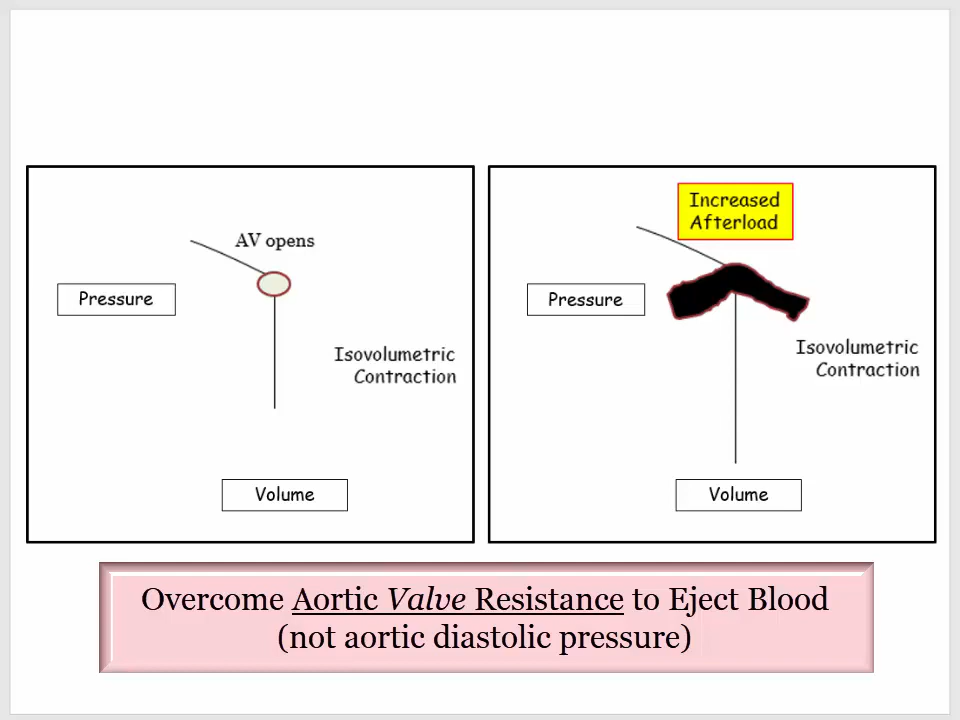 AV opens
Pressure
Isovolumetric
Contraction
Volume
Increased
Afterload
Pressure
Isovolumetric
Contraction
Volume
Overcome Aortic Valve Resistance to Eject Blood
(not aortic diastolic pressure)